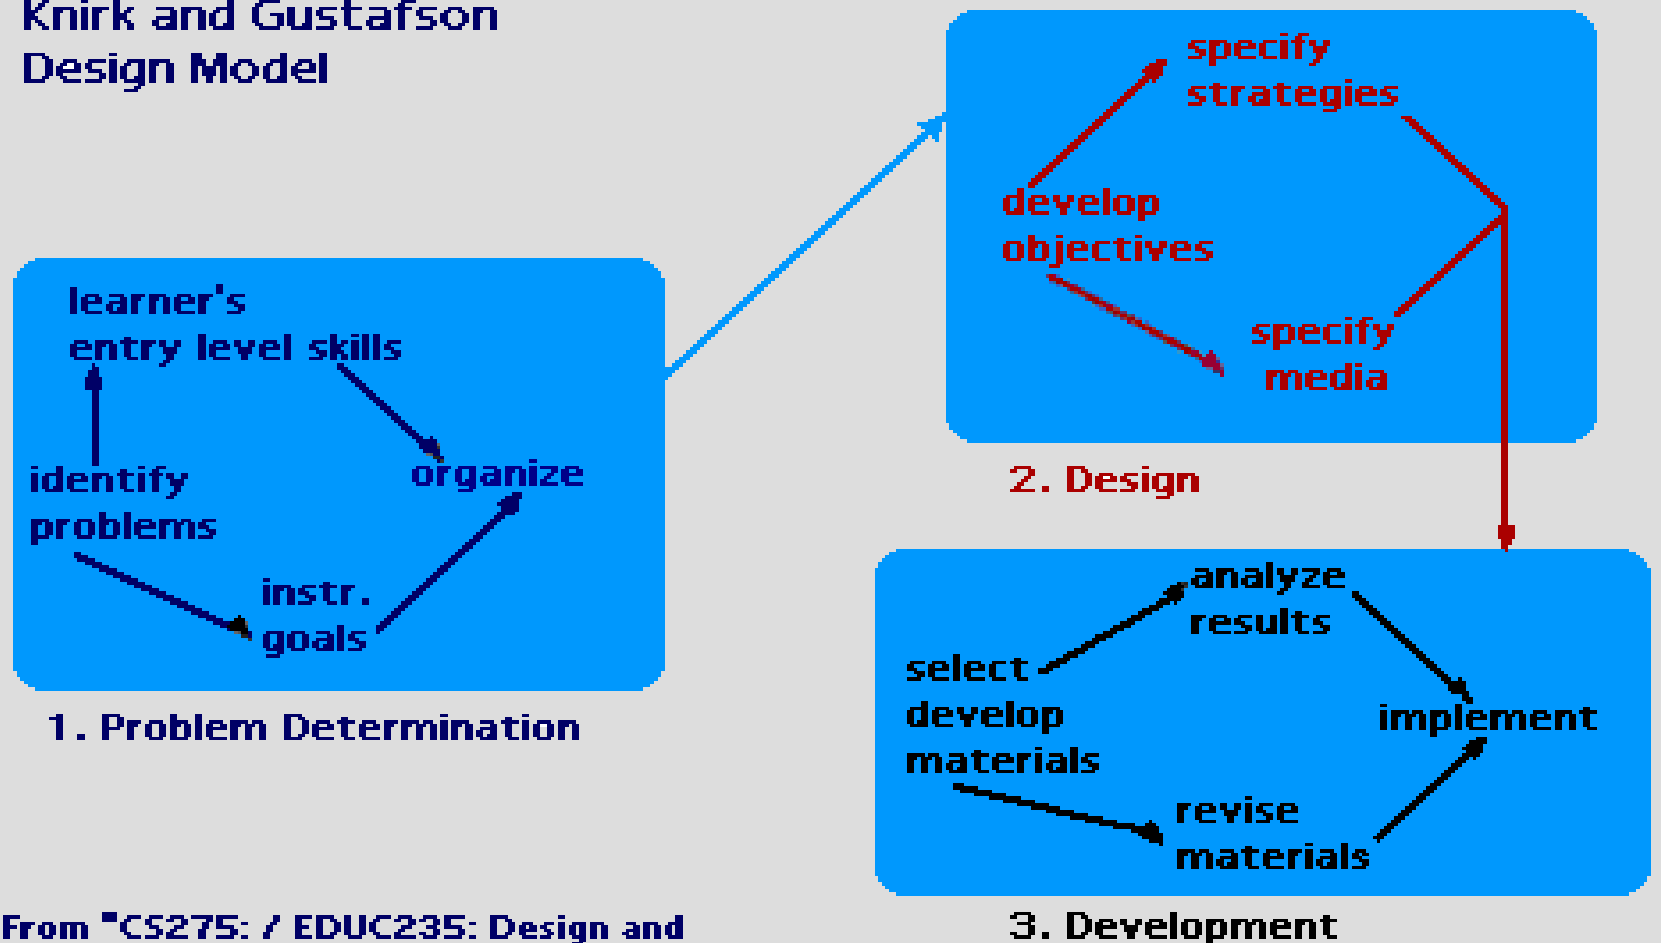 Knirk and Gustafson
Design Model
learner's
entry level skills
identify
problems
organize
instr.
goals
1. Problem Determination
specify
strategies
develop
objectives
specify
media
2. Design
analyze
results
select
develop
materials
implement
revise
materials
3. Development
From "CS275: / EDUC235: Design and